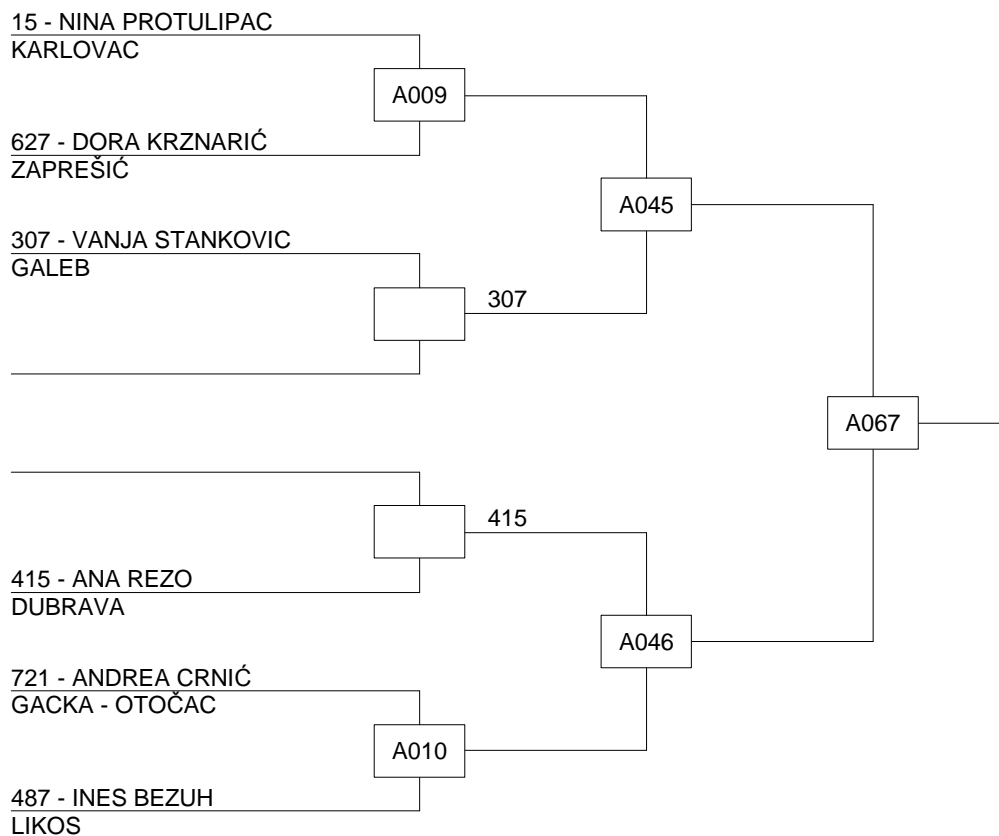 15 - NINA PROTULIPAC
KARLOVAC
A009
627 - DORA KRZNARIĆ
ZAPREŠIĆ
A045
307 - VANJA STANKOVIC
GALEB
307
A067
415
415 - ANA REZO
DUBRAVA
A046
721 - ANDREA CRNIĆ
GACKA - OTOČAC
A010
487 - INES BEZUH
LIKOS